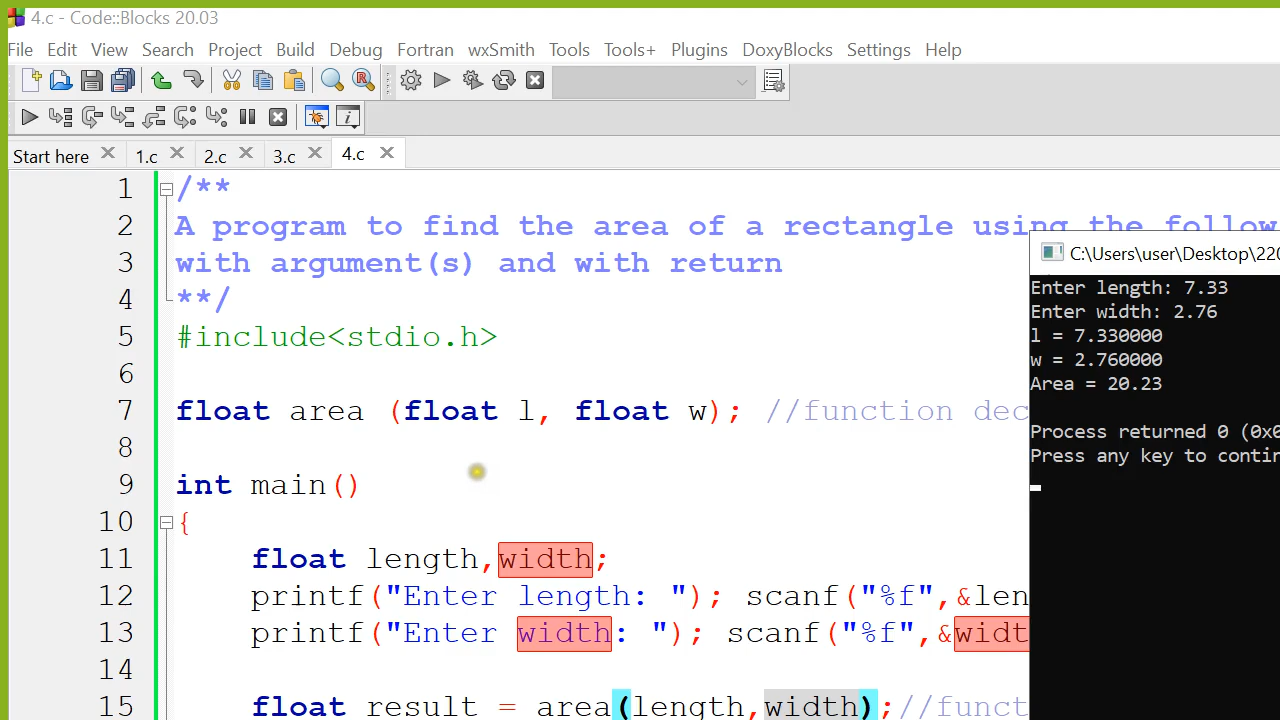 4.c - Code::Blocks 20.03
File Edit View Search Project Build Debug Fortran wxSmith Tools Tools+ Plugins DoxyBlocks Settings Help
Start here 1.c 2.c 3.c 4.c
1 /**
2 A program to find the area of a rectangle using the follow
3 with argument(s) and with return
4 **/
5 #include<stdio.h>
6
7 float area (float l, float w); //function dec
8
9 int main()
10 {
11 float length,width;
12 printf("Enter length: "); scanf("%f",&len
13 printf("Enter width: "); scanf("%f",&widt
14
15 float result = area(length,width);//funct
C:\Users\user\Desktop\220
Enter length: 7.33
Enter width: 2.76
l = 7.330000
w = 2.760000
Area = 20.23
Process returned 0 (0x0
Press any key to contin